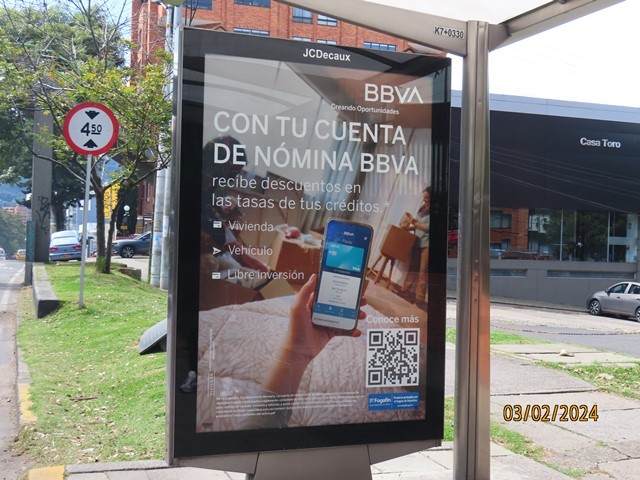 K7+0330
JCDecaux
BBVA
Creando Oportunidades
4.50
CON TU CUENTA
DE NÓMINA BBVA
Casa Toro
recibe descuentos en
las tasas de tus créditos.*
Vivienda
Vehículo
Libre inversión
Conoce más
Fogafín
03/02/2024